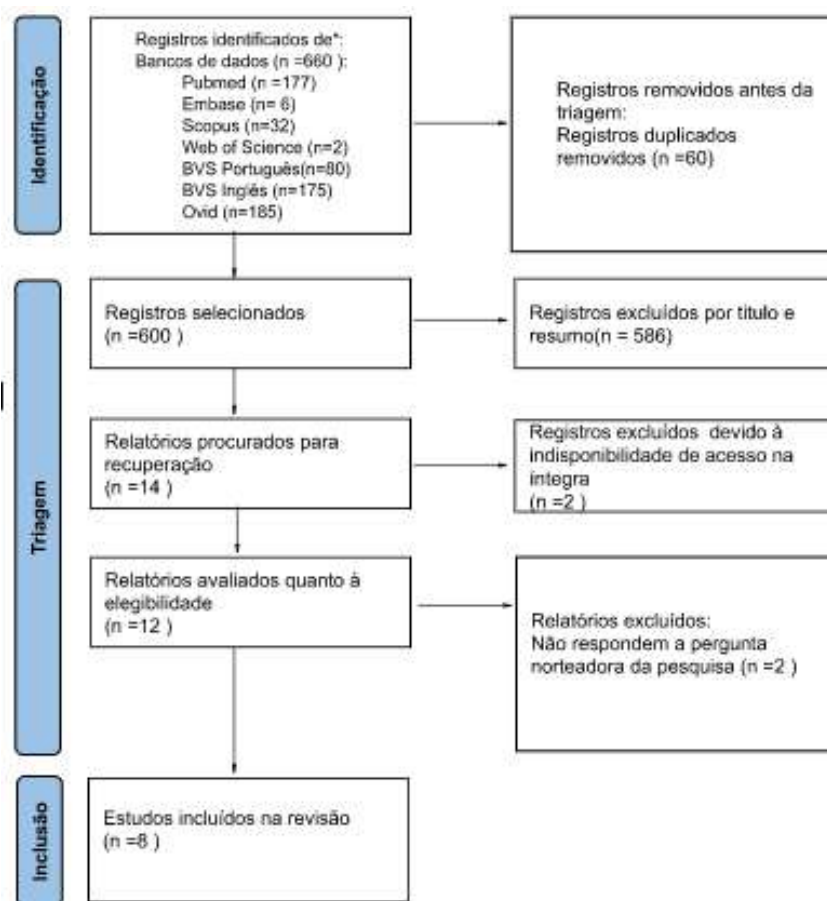 Identificação
Registros identificados de*:
Bancos de dados (n =660 ):
Pubmed (n =177)
Embase (n= 6)
Scopus (n=32)
Web of Science (n=2)
BVS Português(n=80)
BVS Inglês (n=175)
Ovid (n=185)
Registros removidos antes da
triagem:
Registros duplicados
removidos (n =60)
Triagem
Registros selecionados
(n =600 )
Registros excluídos por título e
resumo(n = 586)
Relatórios procurados para
recuperação
(n =14 )
Registros excluídos devido à
indisponibilidade de acesso na
íntegra
(n =2 )
Relatórios avaliados quanto à
elegibilidade
(n =12 )
Relatórios excluídos:
Não respondem a pergunta
norteadora da pesquisa (n =2 )
Inclusão
Estudos incluídos na revisão
(n =8 )